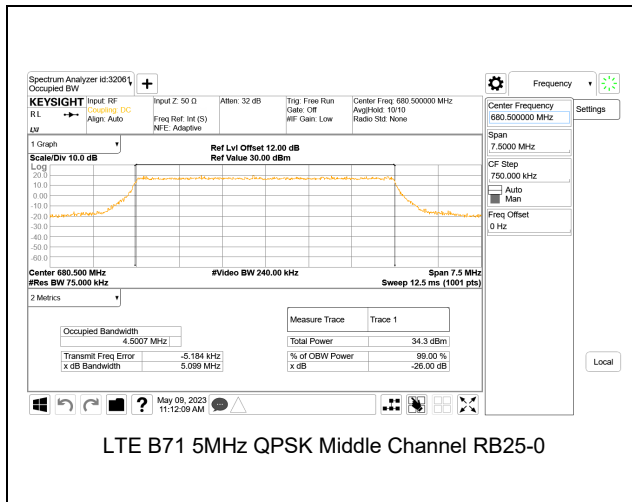 Spectrum Analyzer id:32061
Occupied BW
Frequency
KEYSIGHT
RL
Input: RF
Coupling: DC
Align: Auto
Input Z: 50 Ω
Freq Ref: Int (S)
NFE: Adaptive
Atten: 32 dB
Trig: Free Run
Gate: Off
#IF Gain: Low
Center Freq: 680.500000 MHz
Avg|Hold: 10/10
Radio Std: None
Center Frequency
680.500000 MHz
Settings
Span
7.5000 MHz
CF Step
750.000 kHz
Auto
Man
Freq Offset
0 Hz
Local
1 Graph
Scale/Div 10.0 dB
Ref Lvl Offset 12.00 dB
Ref Value 30.00 dBm
Log
20.0
10.0
0.00
-10.0
-20.0
-30.0
-40.0
-50.0
-60.0
Center 680.500 MHz
#Video BW 240.00 kHz
Span 7.5 MHz
#Res BW 75.000 kHz
Sweep 12.5 ms (1001 pts)
2 Metrics
Measure Trace
Trace 1
Occupied Bandwidth
4.5007 MHz
Total Power
34.3 dBm
Transmit Freq Error
-5.184 kHz
% of OBW Power
99.00 %
x dB Bandwidth
5.099 MHz
x dB
-26.00 dB
?
May 09, 2023
11:12:09 AM
LTE B71 5MHz QPSK Middle Channel RB25-0